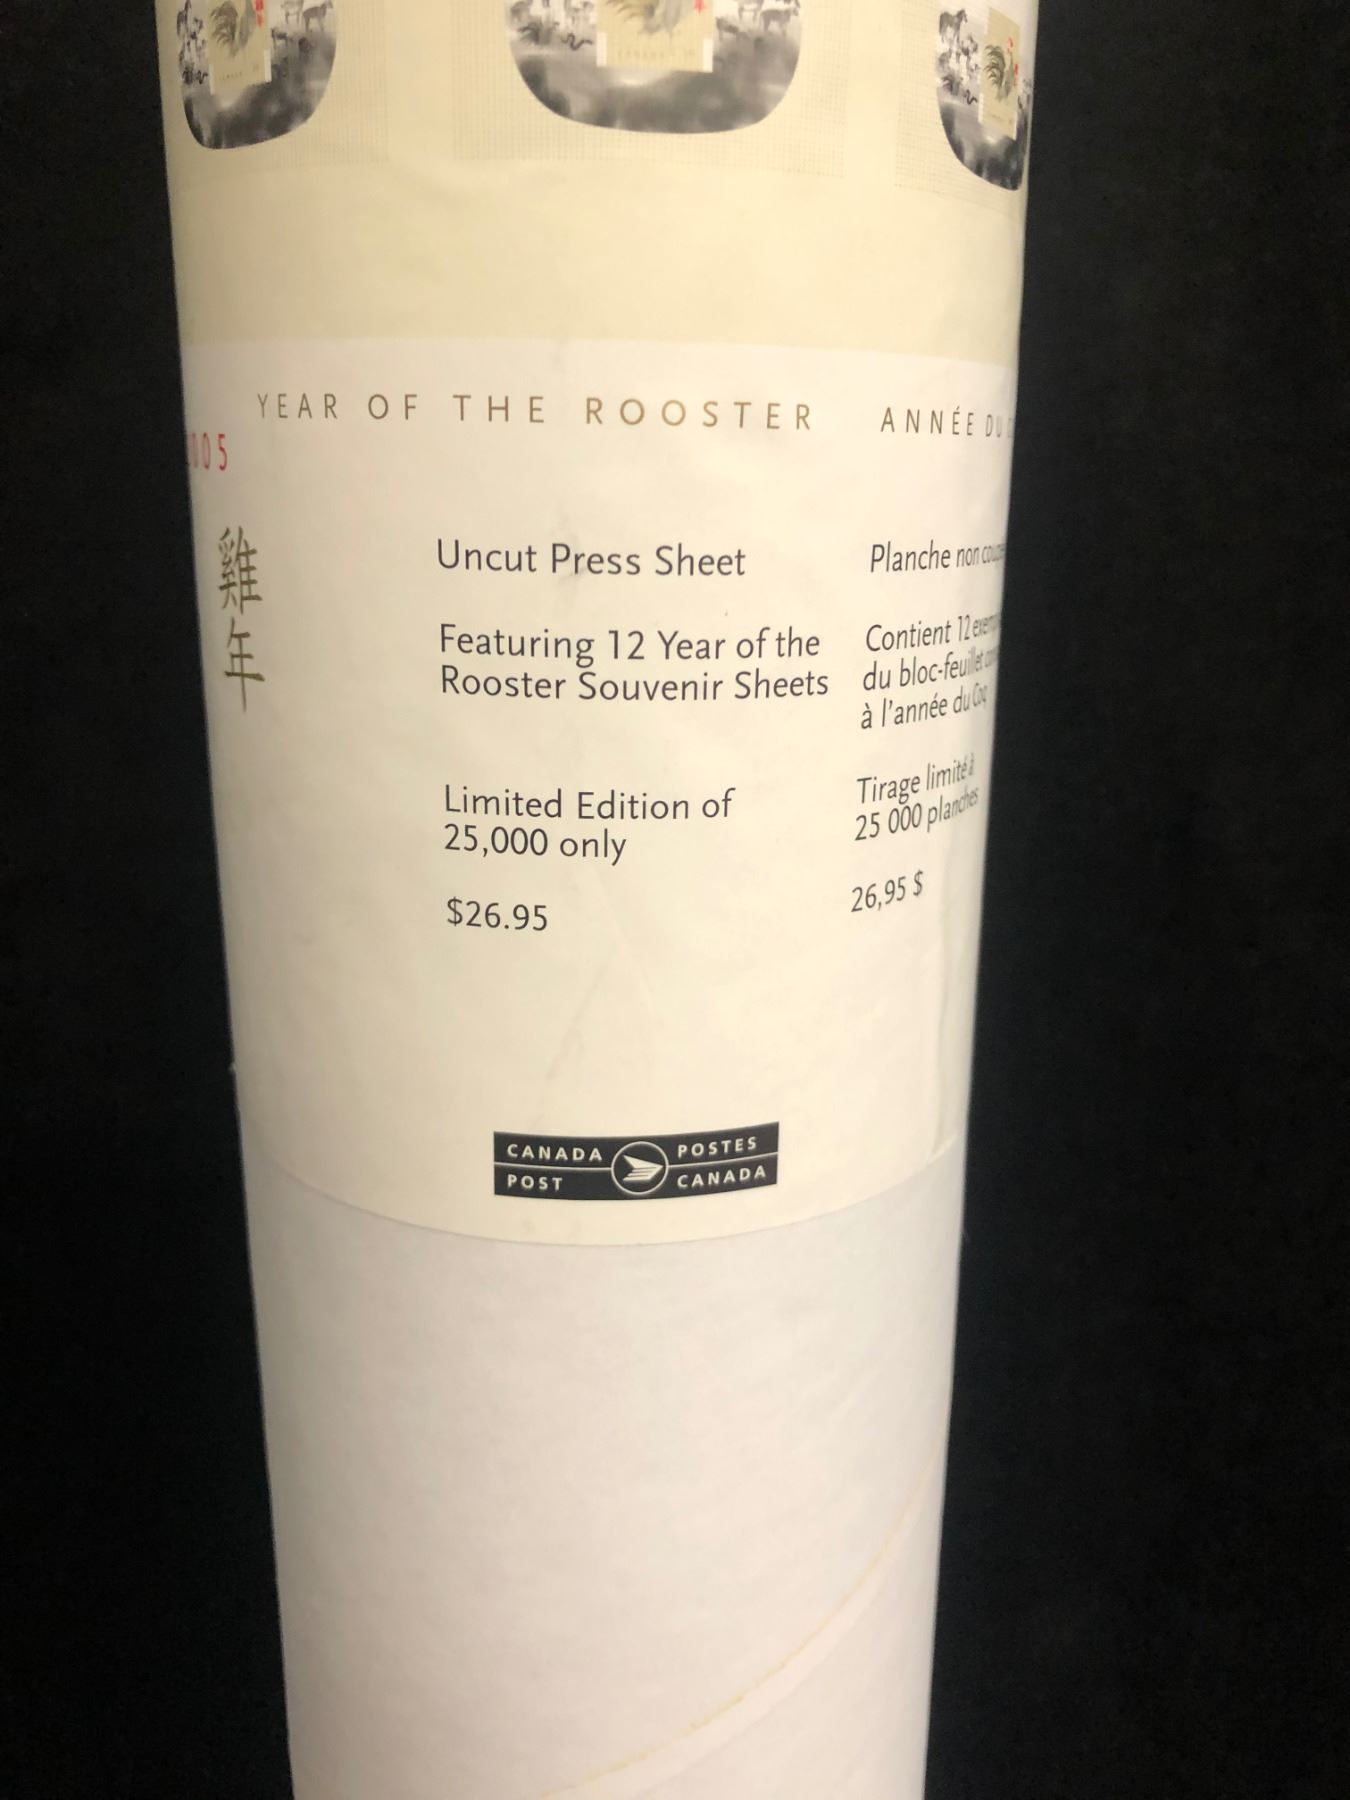 YEAR OF THE ROOSTER
005
雞年
Uncut Press Sheet
Featuring 12 Year of the
Rooster Souvenir Sheets
Limited Edition of
25,000 only
$26.95
ANNÉE DU
Planche non
Contient 12
du bloc-feuillet
à l'année du Coq
Tirage limité à
25 000 planches
26,95 $
CANADA POST
POSTES CANADA